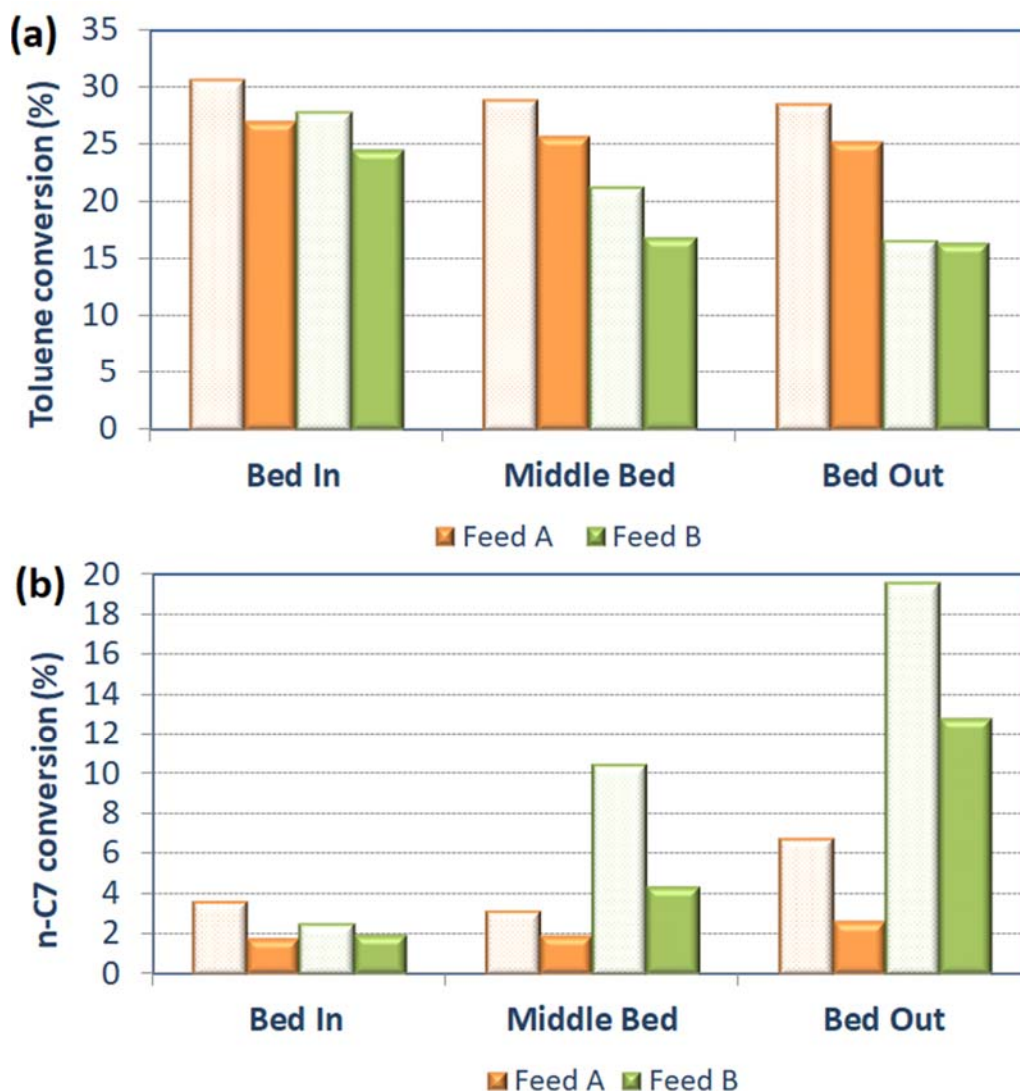 (a)
Toluene conversion (%)
35
30
25
20
15
10
5
0
Bed In Middle Bed Bed Out
Feed A Feed B
(b)
n-C7 conversion (%)
20
18
16
14
12
10
8
6
4
2
0
Bed In Middle Bed Bed Out
Feed A Feed B